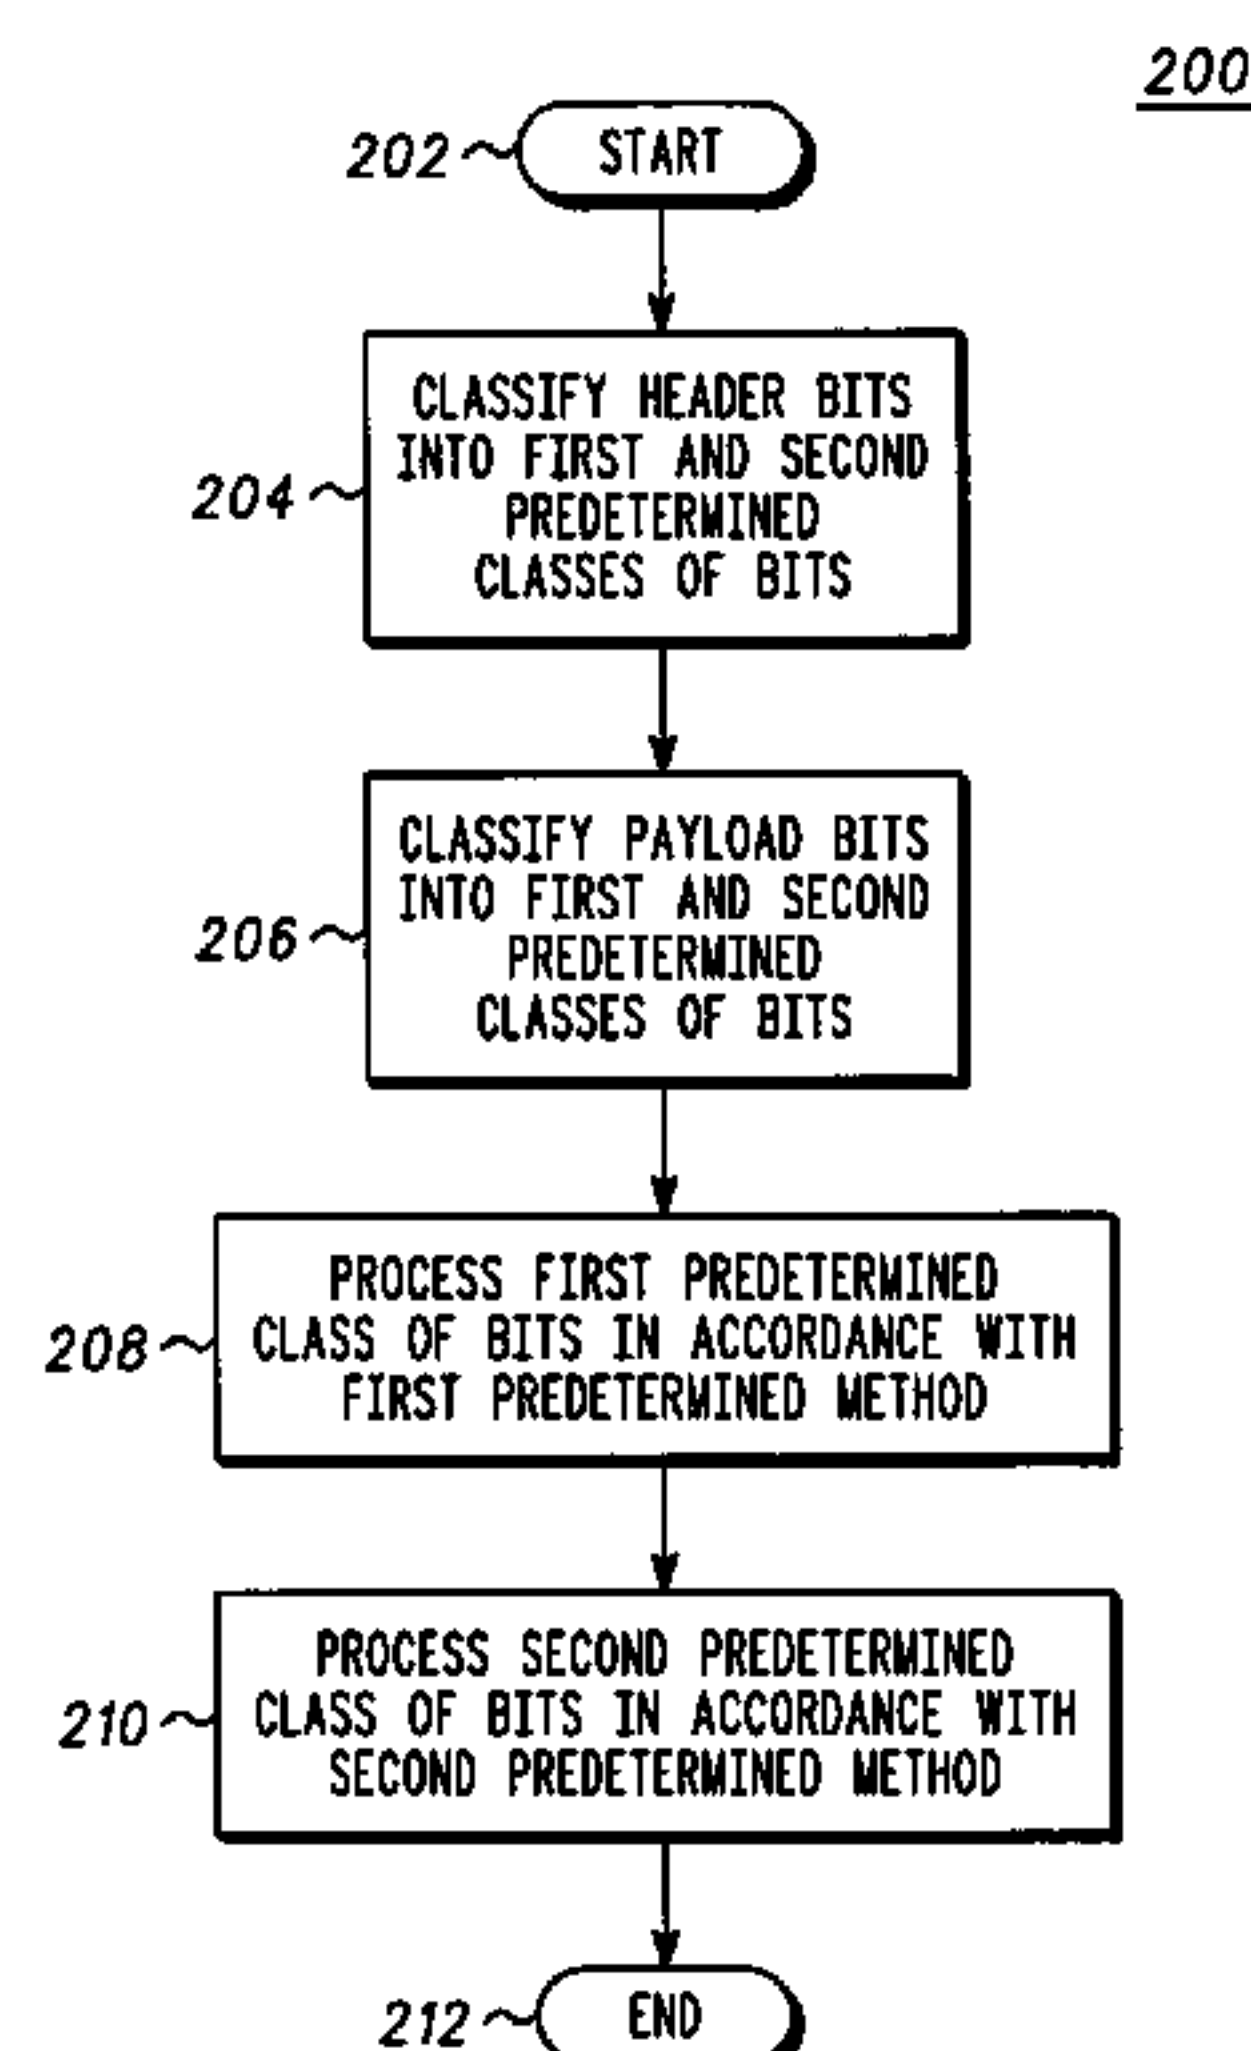 200
202
START
CLASSIFY HEADER BITS
INTO FIRST AND SECOND
PREDETERMINED
CLASSES OF BITS
204
CLASSIFY PAYLOAD BITS
INTO FIRST AND SECOND
PREDETERMINED
CLASSES OF BITS
206
PROCESS FIRST PREDETERMINED
CLASS OF BITS IN ACCORDANCE WITH
FIRST PREDETERMINED METHOD
208
PROCESS SECOND PREDETERMINED
CLASS OF BITS IN ACCORDANCE WITH
SECOND PREDETERMINED METHOD
210
212
END